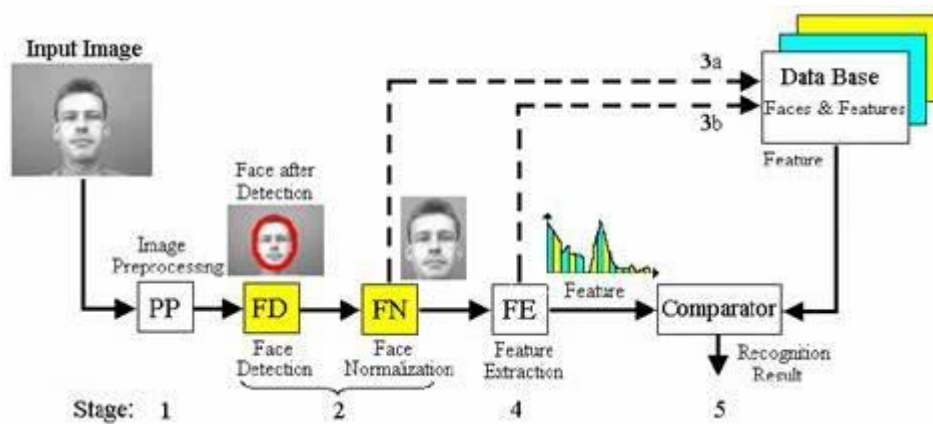 Input Image
3a
Data Base
Faces & Features
3b
Feature
Face after
Detection
Image
Preprocessng
Feature
PP
FD
FN
FE
Comparator
Face
Detection
Face
Normalization
Feature
Extraction
Recognition
Result
Stage: 1 2 4 5